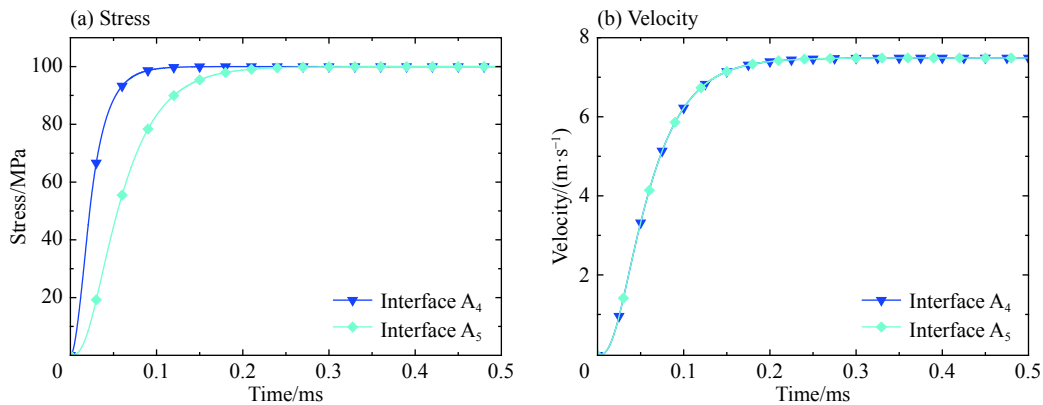 (a) Stress
100
80
60
40
20
0
0.1
0.2
0.3
0.4
0.5
Stress/MPa
Time/ms
Interface A₄
Interface A₅
(b) Velocity
8
6
4
2
0
0.1
0.2
0.3
0.4
0.5
Velocity/(m·s⁻¹)
Time/ms
Interface A₄
Interface A₅